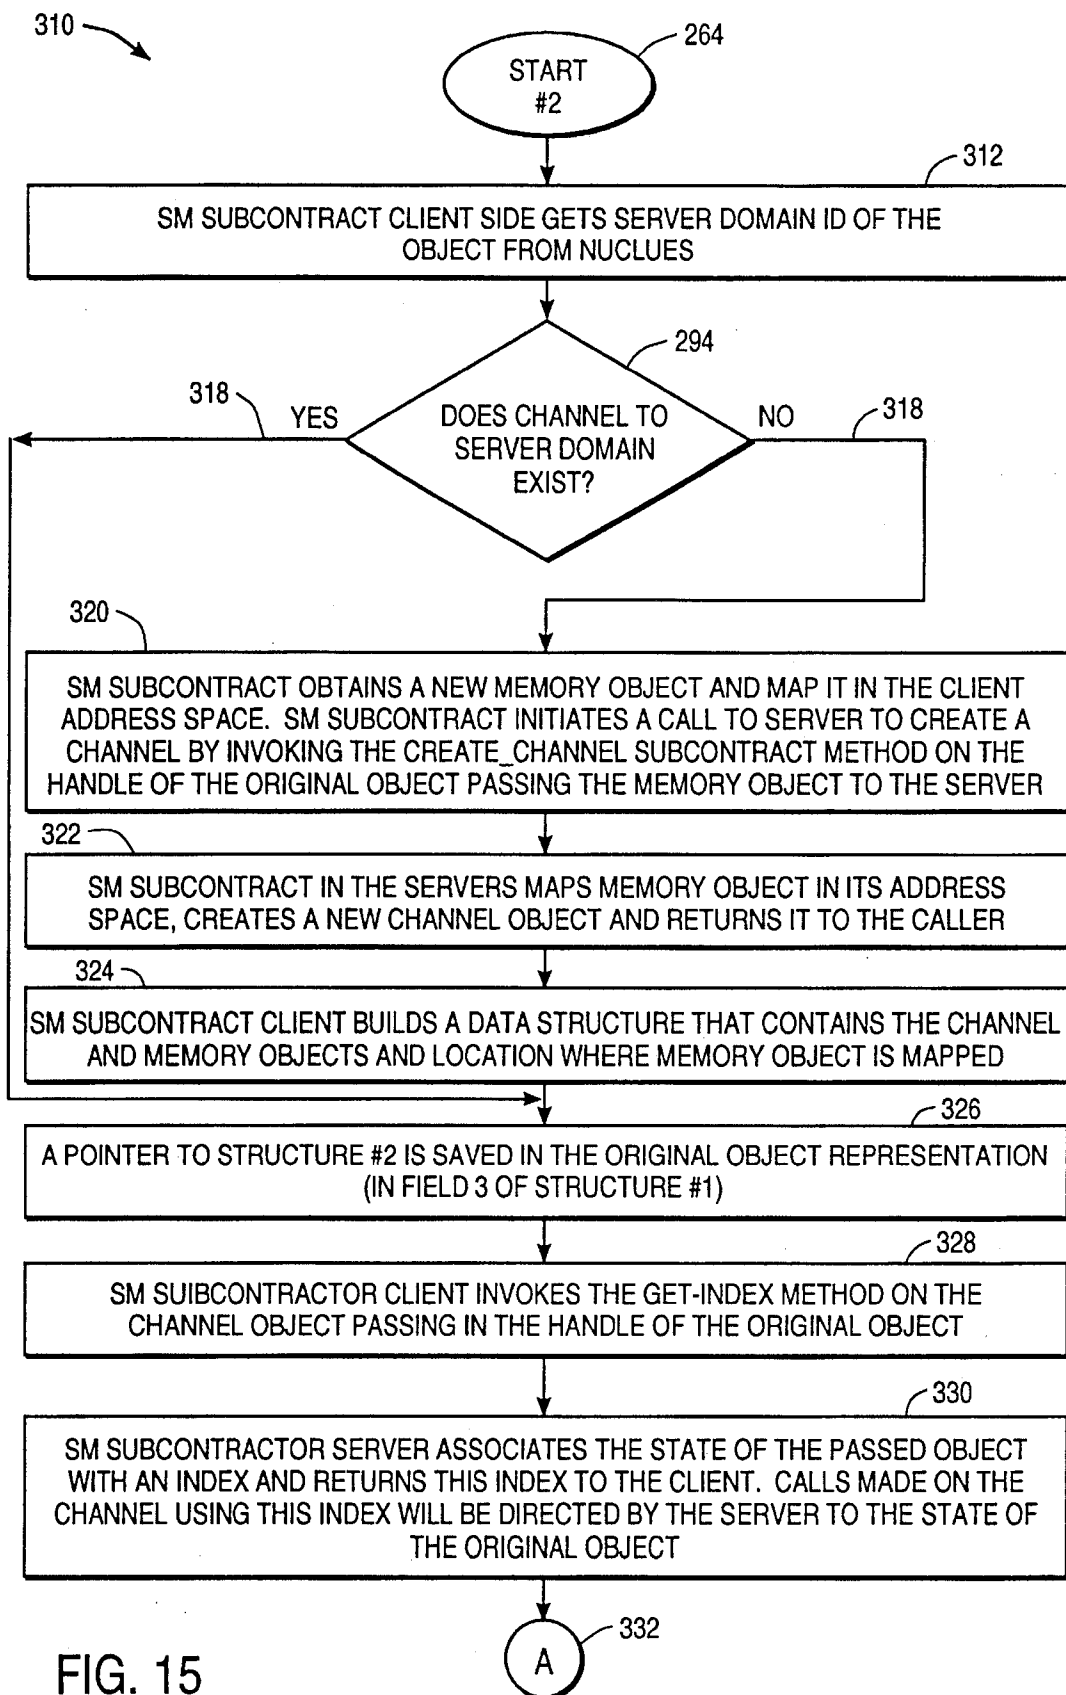 310
264
START
#2
312
SM SUBCONTRACT CLIENT SIDE GETS SERVER DOMAIN ID OF THE
OBJECT FROM NUCLUES
294
318
YES
DOES CHANNEL TO
SERVER DOMAIN
EXIST?
NO
318
320
SM SUBCONTRACT OBTAINS A NEW MEMORY OBJECT AND MAP IT IN THE CLIENT
ADDRESS SPACE. SM SUBCONTRACT INITIATES A CALL TO SERVER TO CREATE A
CHANNEL BY INVOKING THE CREATE_CHANNEL SUBCONTRACT METHOD ON THE
HANDLE OF THE ORIGINAL OBJECT PASSING THE MEMORY OBJECT TO THE SERVER
322
SM SUBCONTRACT IN THE SERVERS MAPS MEMORY OBJECT IN ITS ADDRESS
SPACE, CREATES A NEW CHANNEL OBJECT AND RETURNS IT TO THE CALLER
324
SM SUBCONTRACT CLIENT BUILDS A DATA STRUCTURE THAT CONTAINS THE CHANNEL
AND MEMORY OBJECTS AND LOCATION WHERE MEMORY OBJECT IS MAPPED
326
A POINTER TO STRUCTURE #2 IS SAVED IN THE ORIGINAL OBJECT REPRESENTATION
(IN FIELD 3 OF STRUCTURE #1)
328
SM SUIBCONTRACTOR CLIENT INVOKES THE GET-INDEX METHOD ON THE
CHANNEL OBJECT PASSING IN THE HANDLE OF THE ORIGINAL OBJECT
330
SM SUBCONTRACTOR SERVER ASSOCIATES THE STATE OF THE PASSED OBJECT
WITH AN INDEX AND RETURNS THIS INDEX TO THE CLIENT. CALLS MADE ON THE
CHANNEL USING THIS INDEX WILL BE DIRECTED BY THE SERVER TO THE STATE OF
THE ORIGINAL OBJECT
332
A
FIG. 15